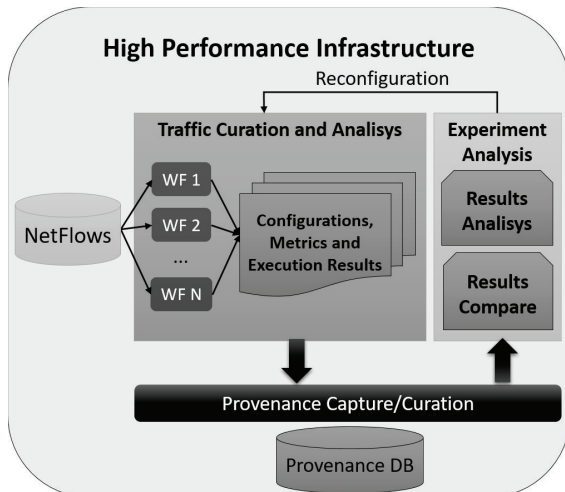 High Performance Infrastructure
Reconfiguration
Traffic Curation and Analisys
Experiment
Analysis
NetFlows
WF 1
WF 2
...
WF N
Configurations,
Metrics and
Execution Results
Results
Analisys
Results
Compare
Provenance Capture/Curation
Provenance DB